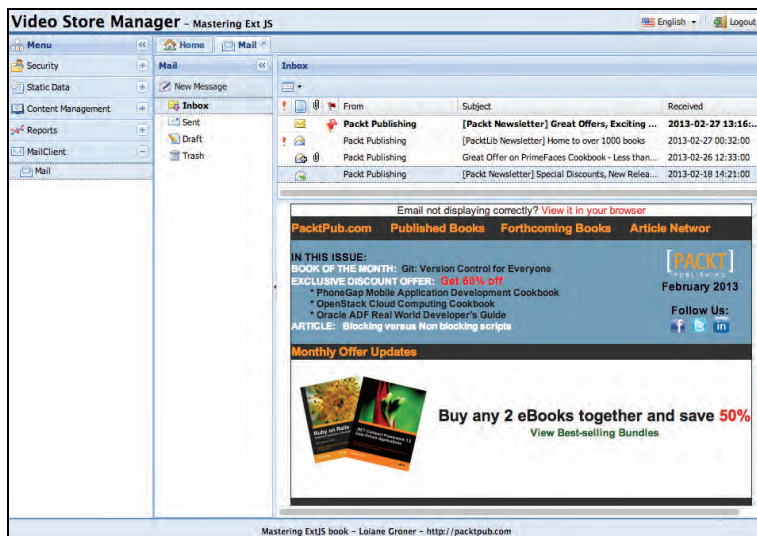 Video Store Manager - Mastering Ext JS
English
Logout
Menu
Security
Static Data
Content Management
Reports
MailClient
Mail
Home
Mail
Mail
New Message
Inbox
Sent
Draft
Trash
Inbox
From Subject Received
Packt Publishing [Packt Newsletter] Great Offers, Exciting ... 2013-02-27 13:16:...
Packt Publishing [PacktLib Newsletter] Home to over 1000 books 2013-02-27 00:32:00
Packt Publishing Great Offer on PrimeFaces Cookbook - Less than... 2013-02-26 12:33:00
Packt Publishing [Packt Newsletter] Special Discounts, New Relea... 2013-02-18 14:21:00
Email not displaying correctly? View it in your browser
PacktPub.com Published Books Forthcoming Books Article Networ
IN THIS ISSUE:
BOOK OF THE MONTH: Git: Version Control for Everyone
EXCLUSIVE DISCOUNT OFFER: Get 60% off
* PhoneGap Mobile Application Development Cookbook
* OpenStack Cloud Computing Cookbook
* Oracle ADF Real World Developer's Guide
ARTICLE: Blocking versus Non blocking scripts
[PACKT]
PUBLISHING
February 2013
Follow Us:
Monthly Offer Updates
Ruby on Rails
Buy any 2 eBooks together and save 50%
View Best-selling Bundles
Mastering ExtJS book - Loiane Groner - http://packtpub.com